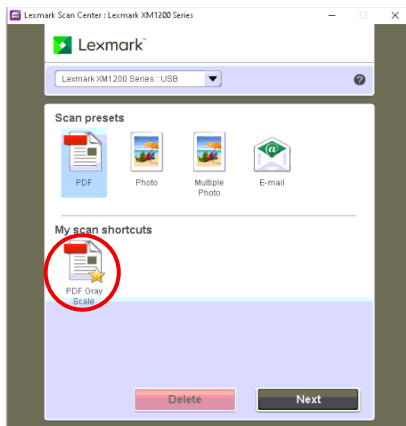 Lexmark Scan Center : Lexmark XM1200 Series
Lexmark™
Lexmark XM1200 Series : USB
?
Scan presets
PDF
Photo
Multiple
Photo
E-mail
@
My scan shortcuts
PDF Gray
Scale
Delete
Next